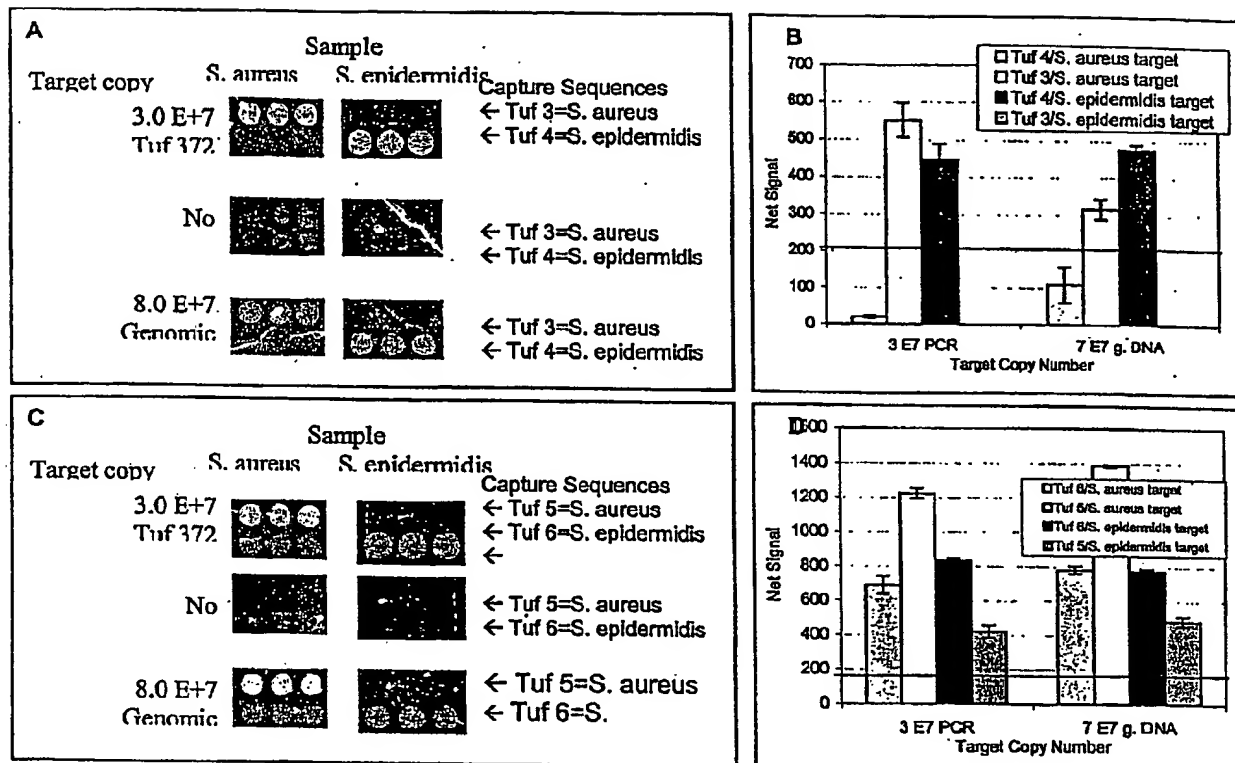 A
Sample
Target copy
S. aureus
S. enidermidis
Capture Sequences
3.0 E+7
Tuf 372
← Tuf 3=S. aureus
← Tuf 4=S. epidermidis
No
← Tuf 3=S. aureus
← Tuf 4=S. epidermidis
8.0 E+7
Genomic
← Tuf 3=S. aureus
← Tuf 4=S. epidermidis
B
Tuf 4/S. aureus target
Tuf 3/S. aureus target
Tuf 4/S. epidermidis target
Tuf 3/S. epidermidis target
700
600
500
400
300
200
100
0
Net Signal
3 E7 PCR
7 E7 g. DNA
Target Copy Number
C
Sample
Target copy
S. aureus
S. enidermidis
Capture Sequences
3.0 E+7
Tuf 372
← Tuf 5=S. aureus
← Tuf 6=S. epidermidis
←
No
← Tuf 5=S. aureus
← Tuf 6=S. epidermidis
8.0 E+7
Genomic
← Tuf 5=S. aureus
← Tuf 6=S.
D
Tuf 6/S. aureus target
Tuf 5/S. aureus target
Tuf 6/S. epidermidis target
Tuf 5/S. epidermidis target
1600
1400
1200
1000
800
600
400
200
0
Net Signal
3 E7 PCR
7 E7 g. DNA
Target Copy Number